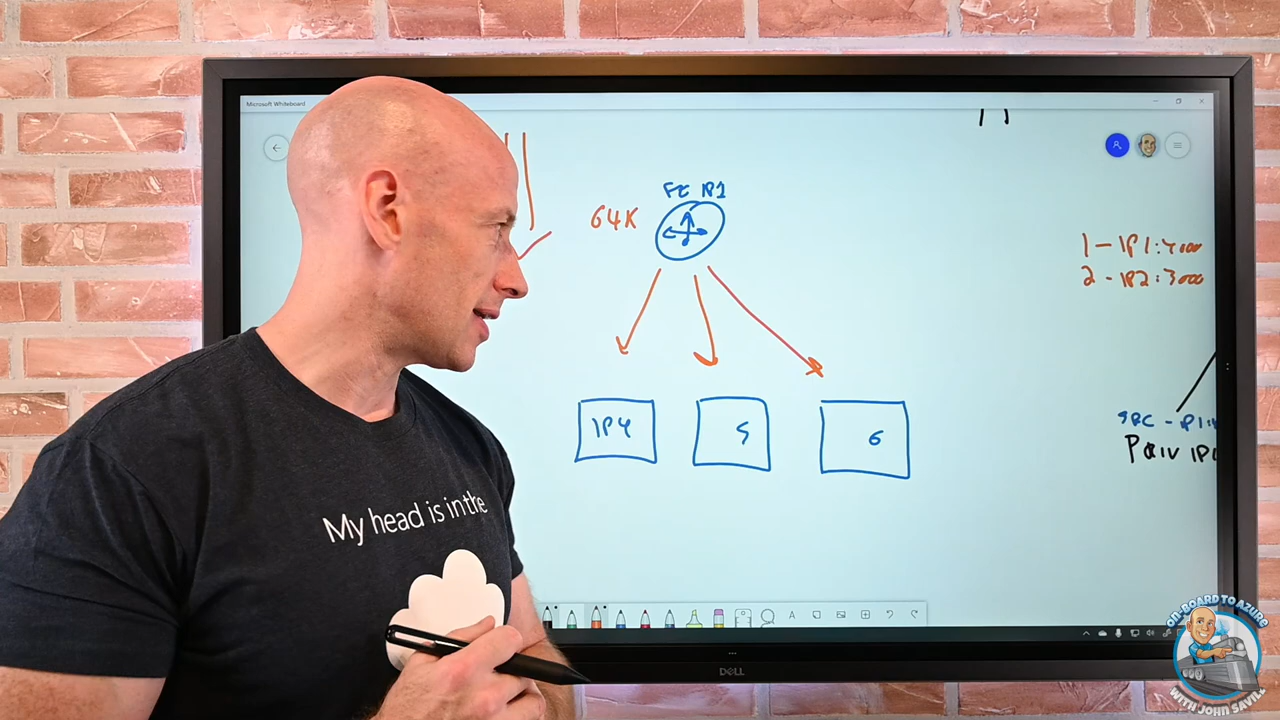 Microsoft Whiteboard
FE IP1
64K
1 - IP1:4000
2 - IP2:3000
IP4
5
6
SRC - IP1:
Priv IP
My head is in the
DELL
ON-BOARD TO AZURE
WITH JOHN SAVILL